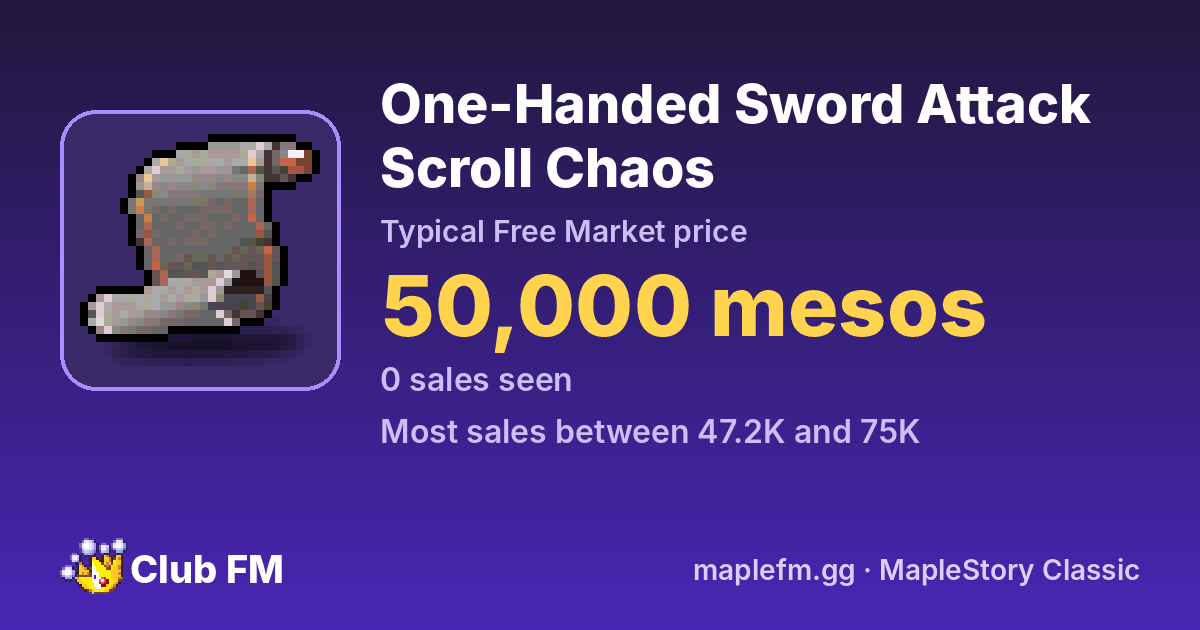 One-Handed Sword Attack
Scroll Chaos
Typical Free Market price
50,000 mesos
0 sales seen
Most sales between 47.2K and 75K
Club FM
maplefm.gg · MapleStory Classic